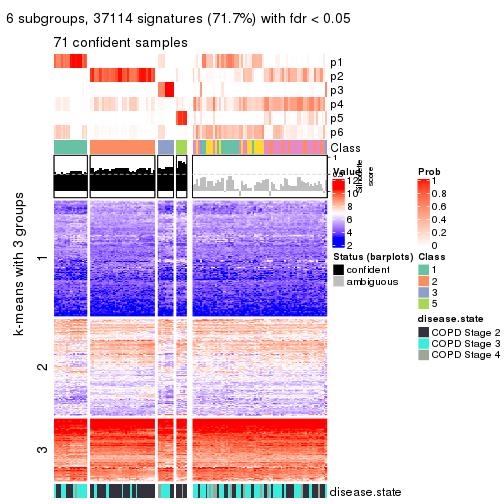 6 subgroups, 37114 signatures (71.7%) with fdr < 0.05
71 confident samples
p1
p2
p3
p4
p5
p6
Class
1
0.5
Silhouette
score
k-means with 3 groups
1
2
3
Value
12
10
8
6
4
2
Prob
1
0.8
0.6
0.4
0.2
0
Status (barplots)
confident
ambiguous
Class
1
2
3
5
disease.state
COPD Stage 2
COPD Stage 3
COPD Stage 4
disease.state